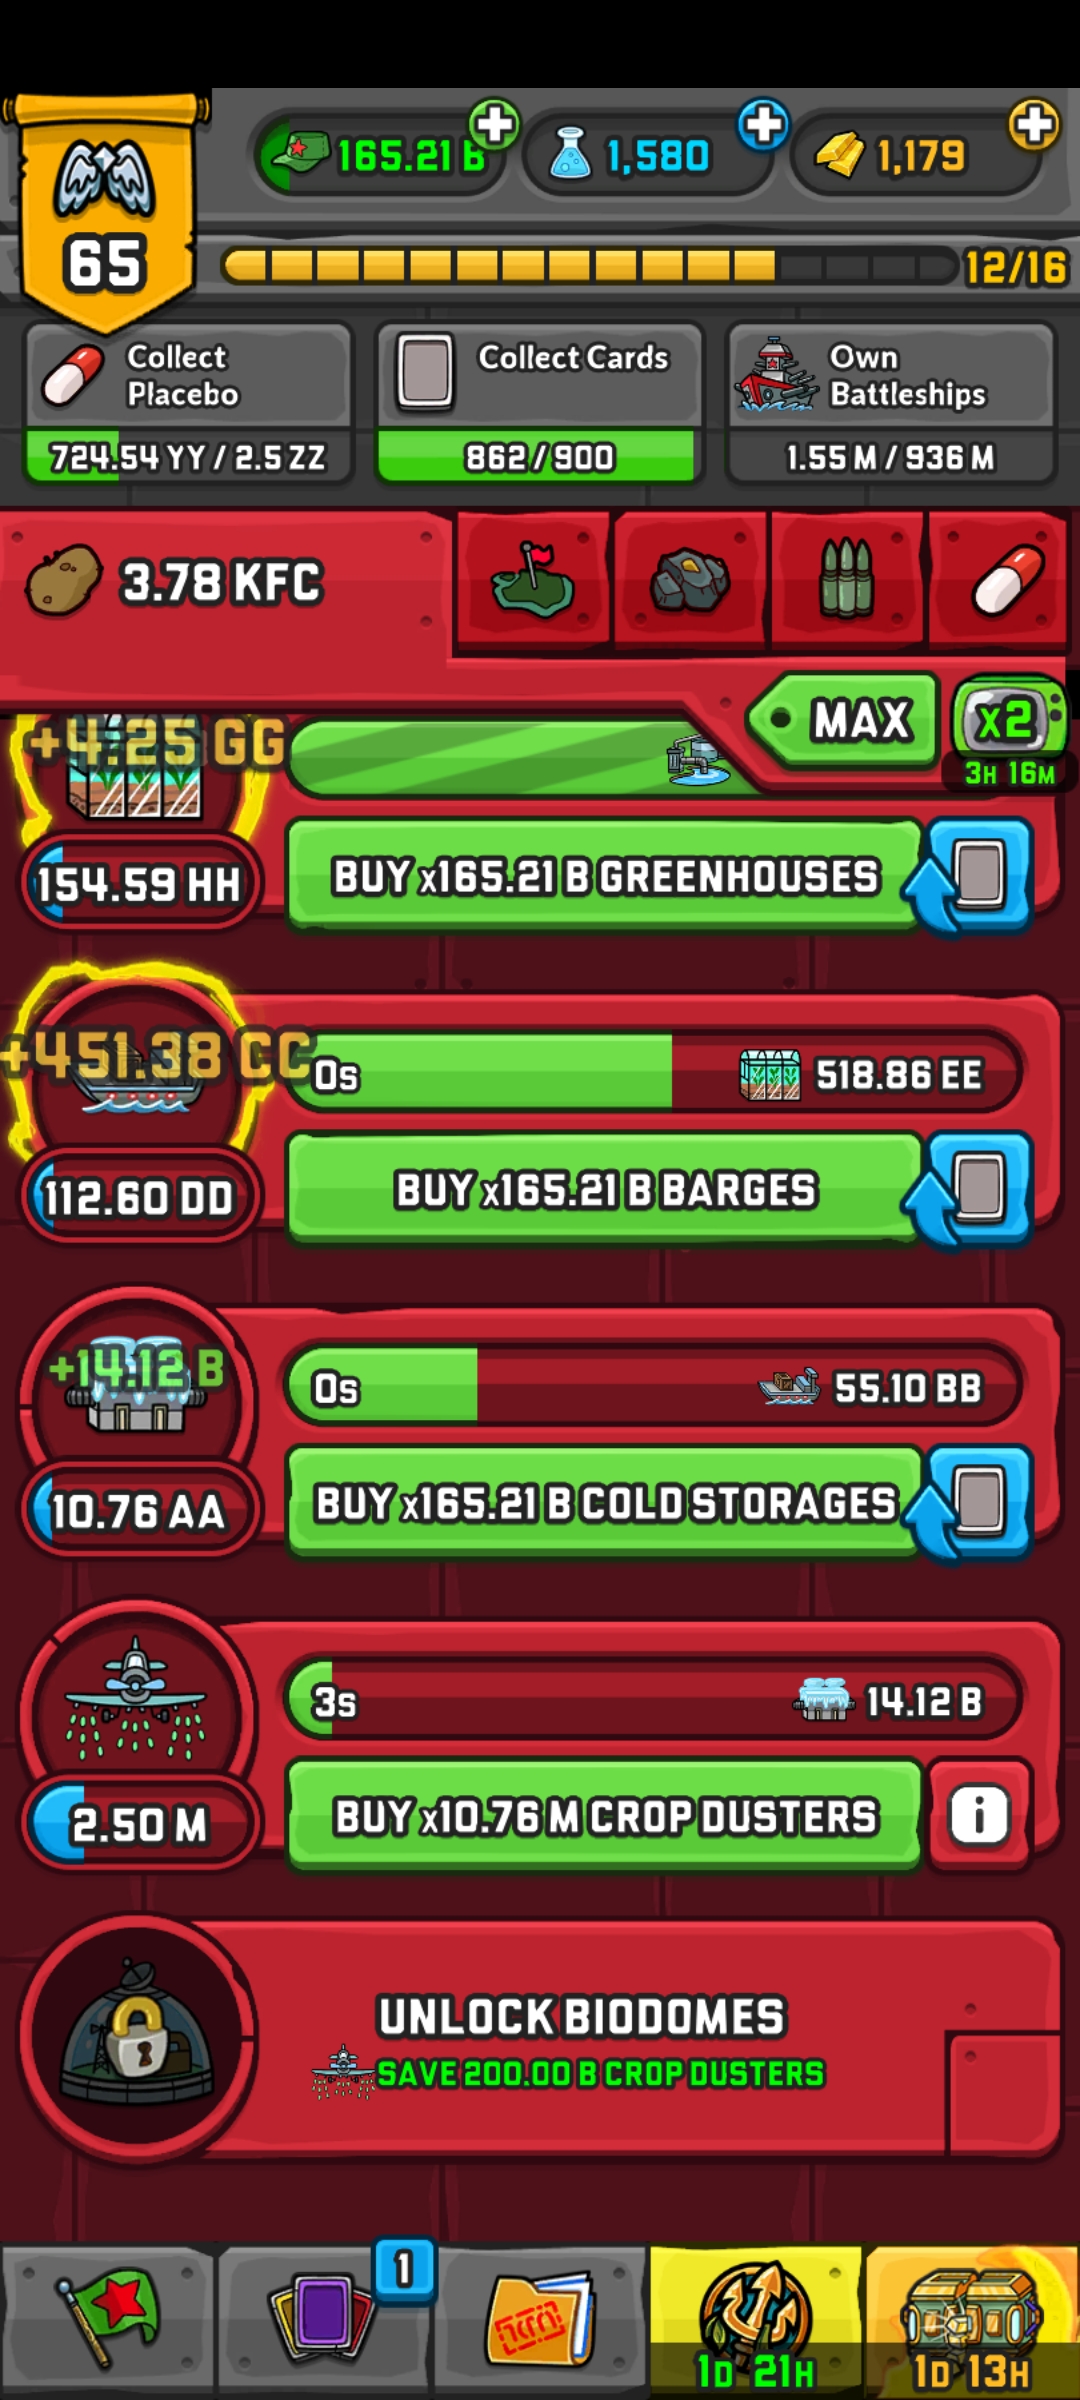 165.21 B
1,580
1,179
65
12/16
Collect
Placebo
724.54 YY / 2.5 ZZ
Collect Cards
862/900
Own
Battleships
1.55 M / 936 M
3.78 KFC
MAX
x2
3H 16M
+4.25 GG
154.59 HH
BUY x165.21 B GREENHOUSES
+451.38 CC
0s
518.86 EE
112.60 DD
BUY x165.21 B BARGES
+14.12 B
0s
55.10 BB
10.76 AA
BUY x165.21 B COLD STORAGES
3s
14.12 B
2.50 M
BUY x10.76 M CROP DUSTERS
i
UNLOCK BIODOMES
SAVE 200.00 B CROP DUSTERS
1
1D 21H
1D 13H